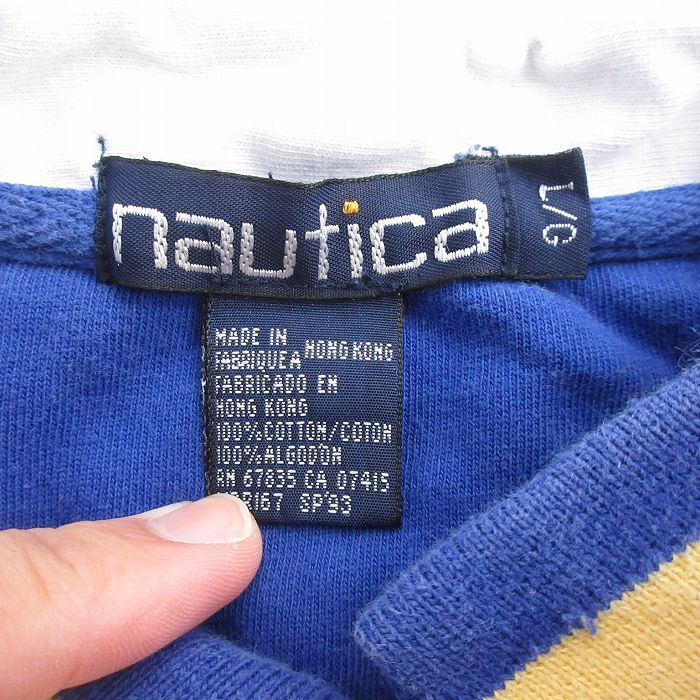 nautica
L/G
MADE IN
FABRIQUE A HONG KONG
FABRICADO EN
HONG KONG
100% COTTON/COTON
100% ALGODON
67835 CA 07415
SP'93